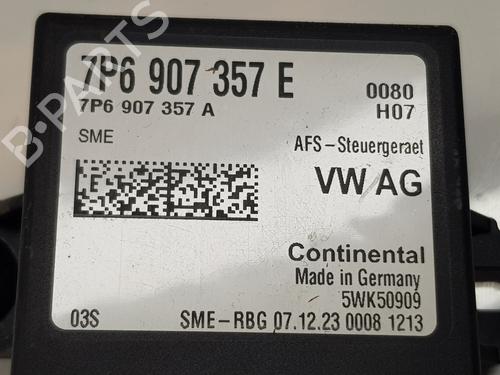 7P6 907 357 E
0080
7P6 907 357 A
H07
SME
AFS-Steuergeraet
VW AG
Continental
Made in Germany
5WK50909
03S
SME-RBG 07.12.23 0008 1213
B-PARTS